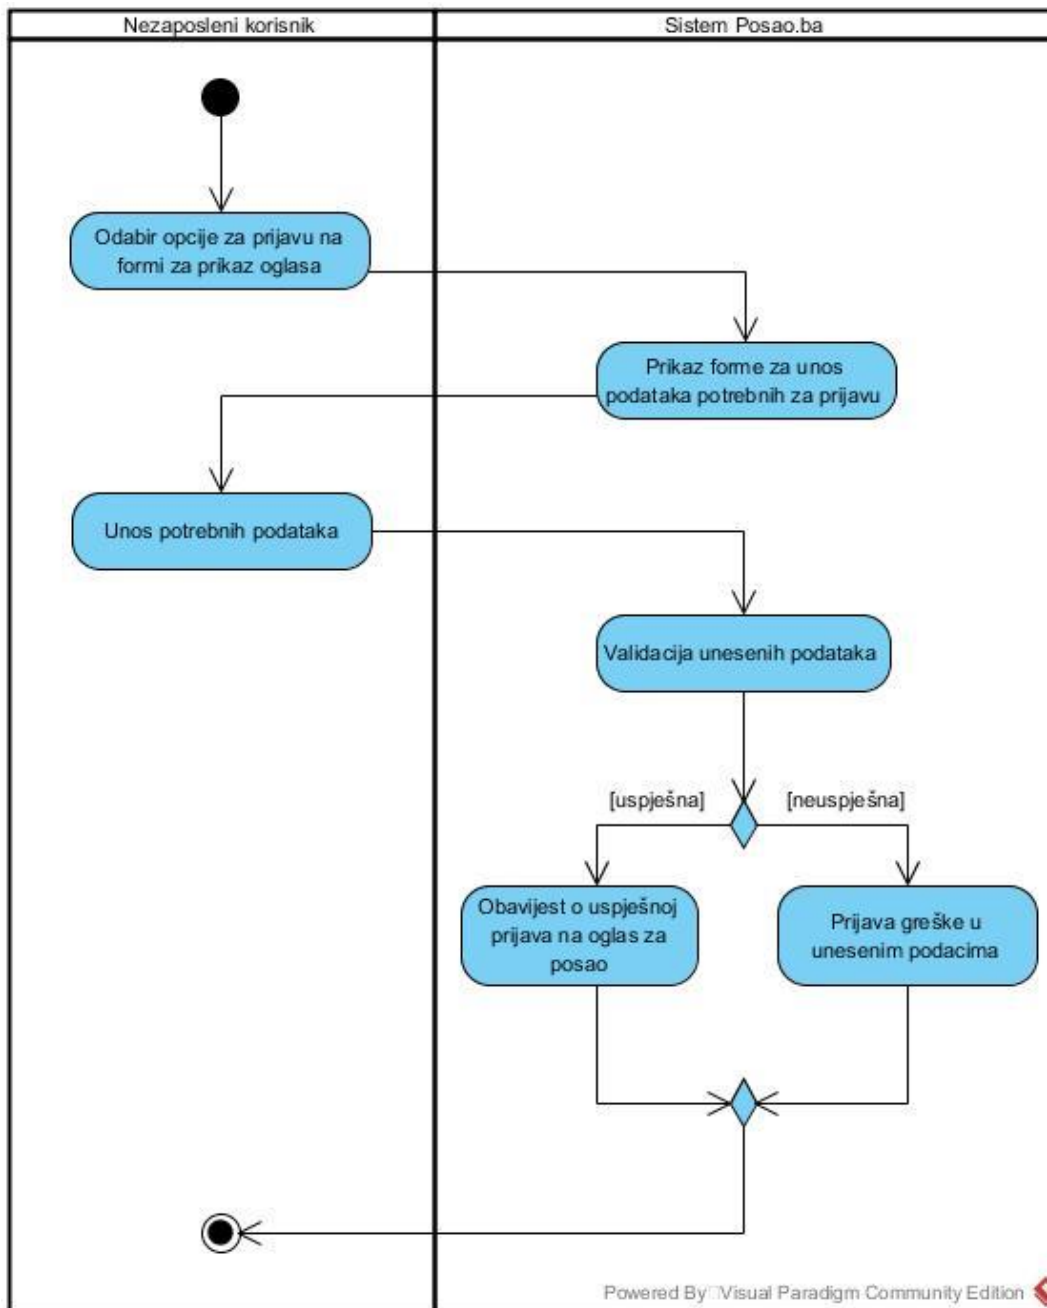 Nezaposleni korisnik
Sistem Posao.ba
Odabir opcije za prijavu na
formi za prikaz oglasa
Prikaz forme za unos
podataka potrebnih za prijavu
Unos potrebnih podataka
Validacija unesenih podataka
[uspješna]
[neuspješna]
Obavijest o uspješnoj
prijava na oglas za
posao
Prijava greške u
unesenim podacima
Powered By Visual Paradigm Community Edition